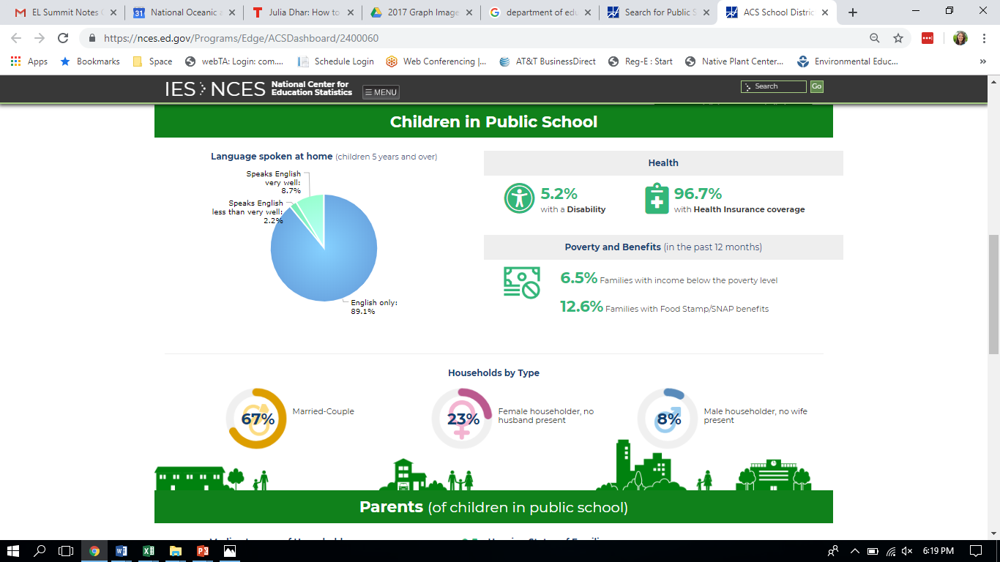 EL Summit Notes
National Oceanic
Julia Dhar: How to
2017 Graph Image
department of edu
Search for Public S
ACS School Distric
https://nces.ed.gov/Programs/Edge/ACSDashboard/2400060
Apps
Bookmarks
Space
webTA: Login: com....
Schedule Login
Web Conferencing |...
AT&T BusinessDirect
Reg-E : Start
Native Plant Center...
Environmental Educ...
»
IES NCES National Center for
Education Statistics
MENU
Search
Go
Children in Public School
Language spoken at home (children 5 years and over)
Speaks English
very well:
8.7%
Speaks English
less than very well:
2.2%
English only:
89.1%
Health
5.2%
with a Disability
96.7%
with Health Insurance coverage
Poverty and Benefits (in the past 12 months)
6.5% Families with income below the poverty level
12.6% Families with Food Stamp/SNAP benefits
Households by Type
67%
Married-Couple
23%
Female householder, no
husband present
8%
Male householder, no wife
present
Parents (of children in public school)
6:19 PM